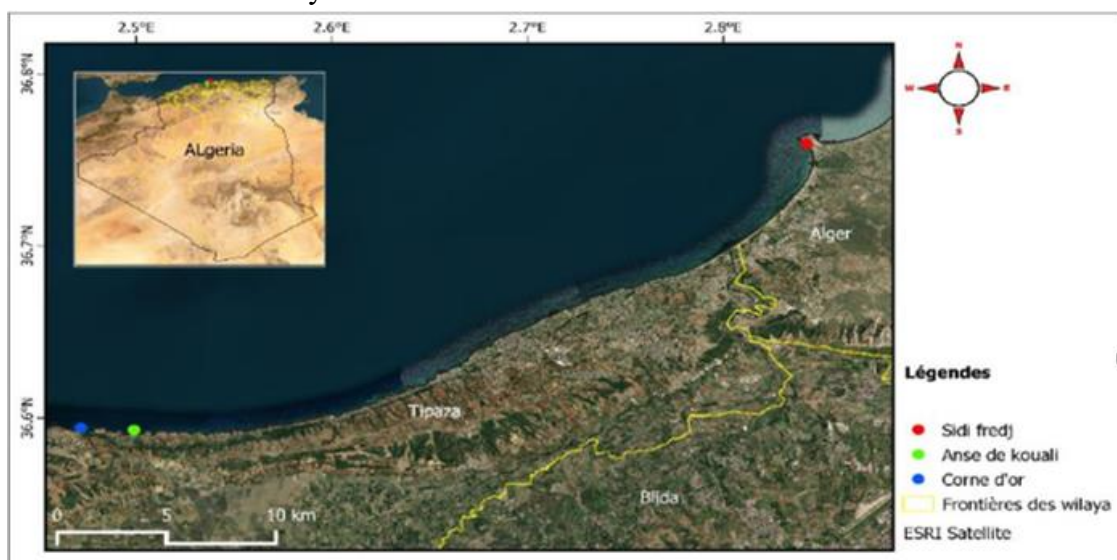 2.5°E 2.6°E 2.7°E 2.8°E
36.8°N
36.7°N
36.6°N
ALgeria
Alger
Tipaza
Blida
0 5 10 km
N
W E
S
Légendes
Sidi fredj
Anse de kouali
Corne d'or
Frontières des wilaya
ESRI Satellite